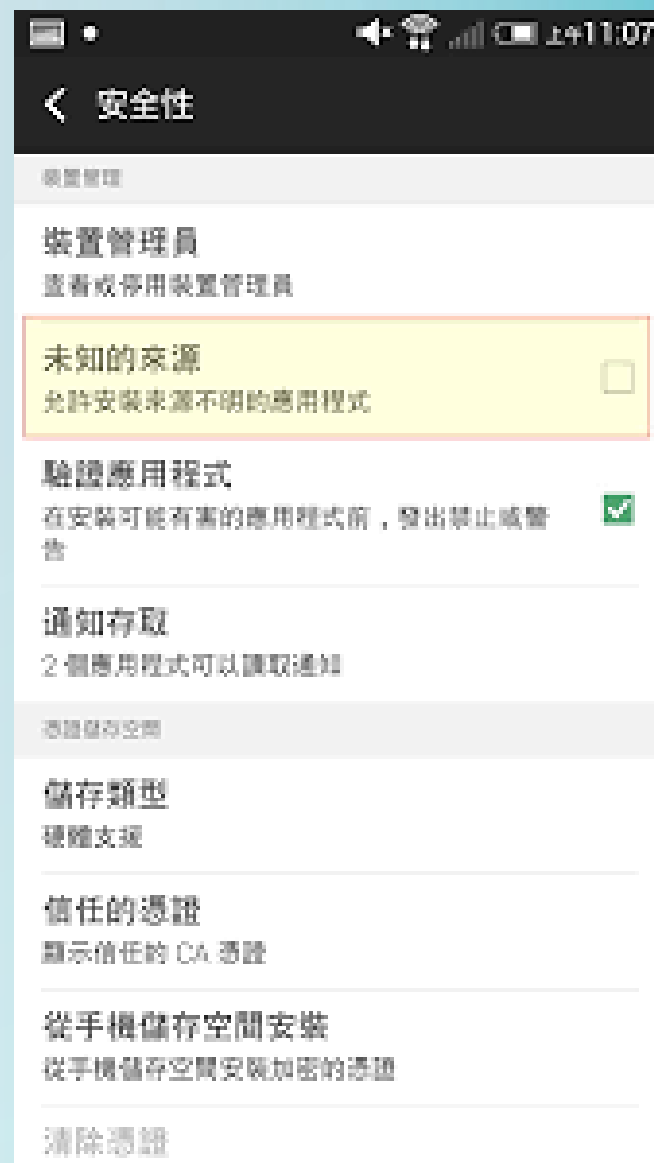 上午11:07
安全性
裝置管理
裝置管理員
查看或停用裝置管理員
未知的來源
允許安裝來源不明的應用程式
驗證應用程式
在安裝可能有害的應用程式前，發出禁止或警
告
通知存取
2 個應用程式可以讀取通知
憑證儲存空間
儲存類型
硬體支援
信任的憑證
顯示信任的 CA 憑證
從手機儲存空間安裝
從手機儲存空間安裝加密的憑證
清除憑證